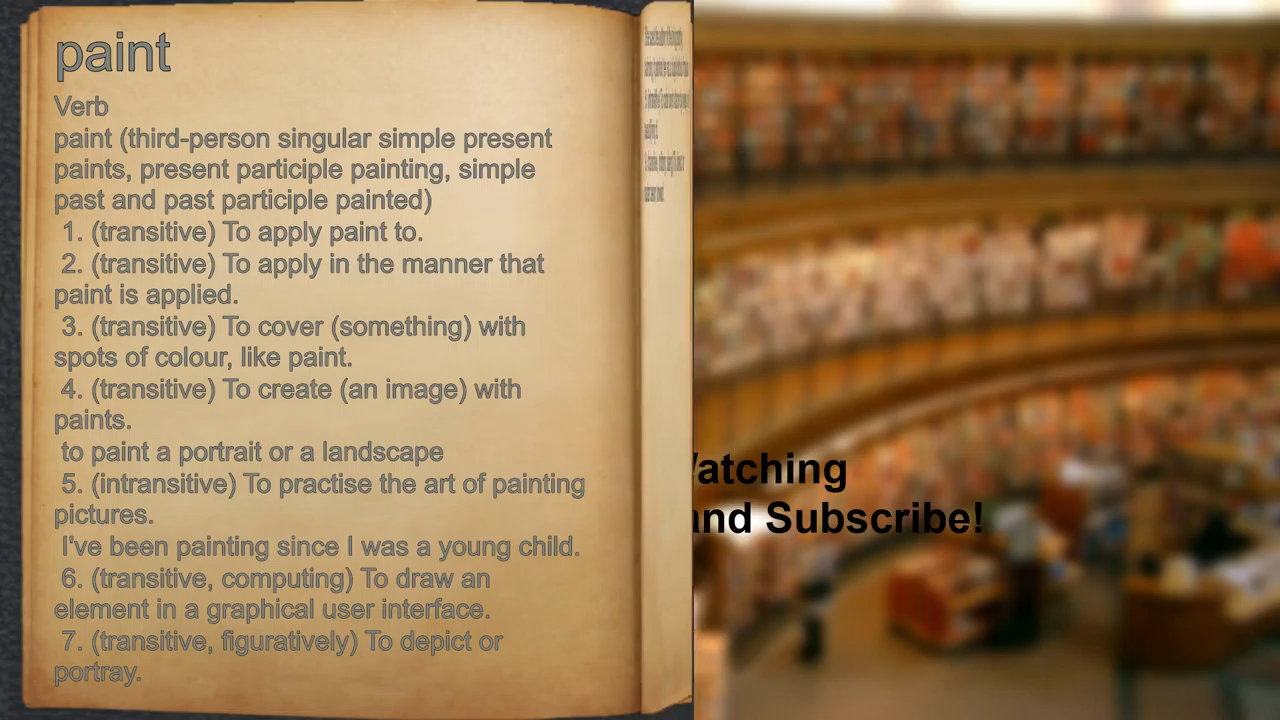 paint
Verb
paint (third-person singular simple present
paints, present participle painting, simple
past and past participle painted)
1. (transitive) To apply paint to.
2. (transitive) To apply in the manner that
paint is applied.
3. (transitive) To cover (something) with
spots of colour, like paint.
4. (transitive) To create (an image) with
paints.
to paint a portrait or a landscape
5. (intransitive) To practise the art of painting
pictures.
I've been painting since I was a young child.
6. (transitive, computing) To draw an
element in a graphical user interface.
7. (transitive, figuratively) To depict or
portray.
atching
and Subscribe!